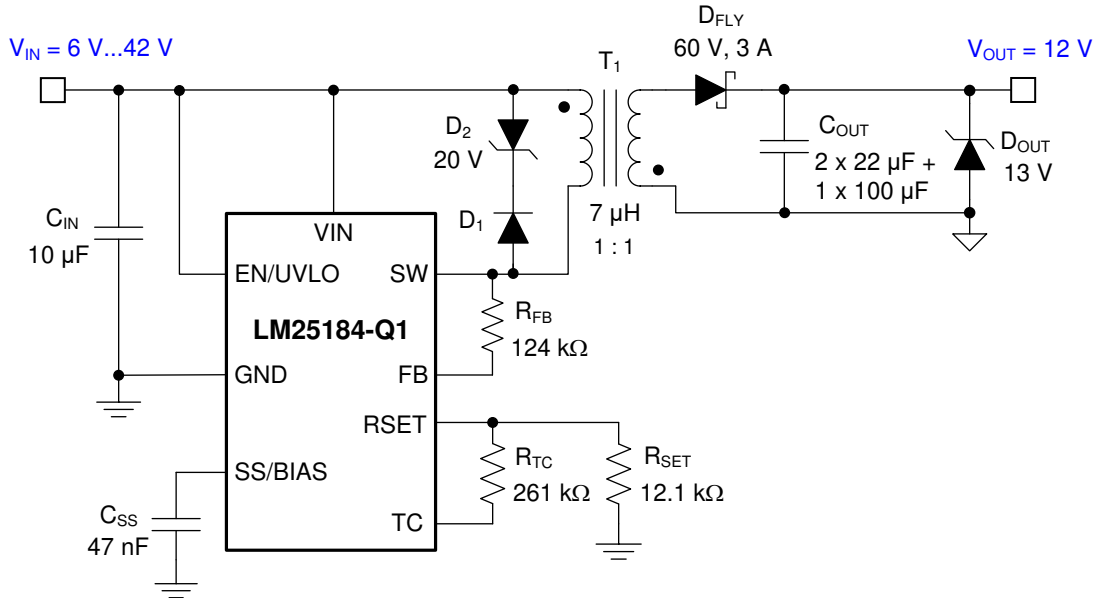 D_FLY
60 V, 3 A
V_IN = 6 V...42 V
V_OUT = 12 V
T_1
D_2
20 V
C_OUT
2 x 22 µF +
1 x 100 µF
D_OUT
13 V
C_IN
10 µF
D_1
7 µH
1 : 1
VIN
EN/UVLO
SW
LM25184-Q1
R_FB
124 kΩ
GND
FB
RSET
SS/BIAS
R_TC
261 kΩ
R_SET
12.1 kΩ
C_SS
47 nF
TC